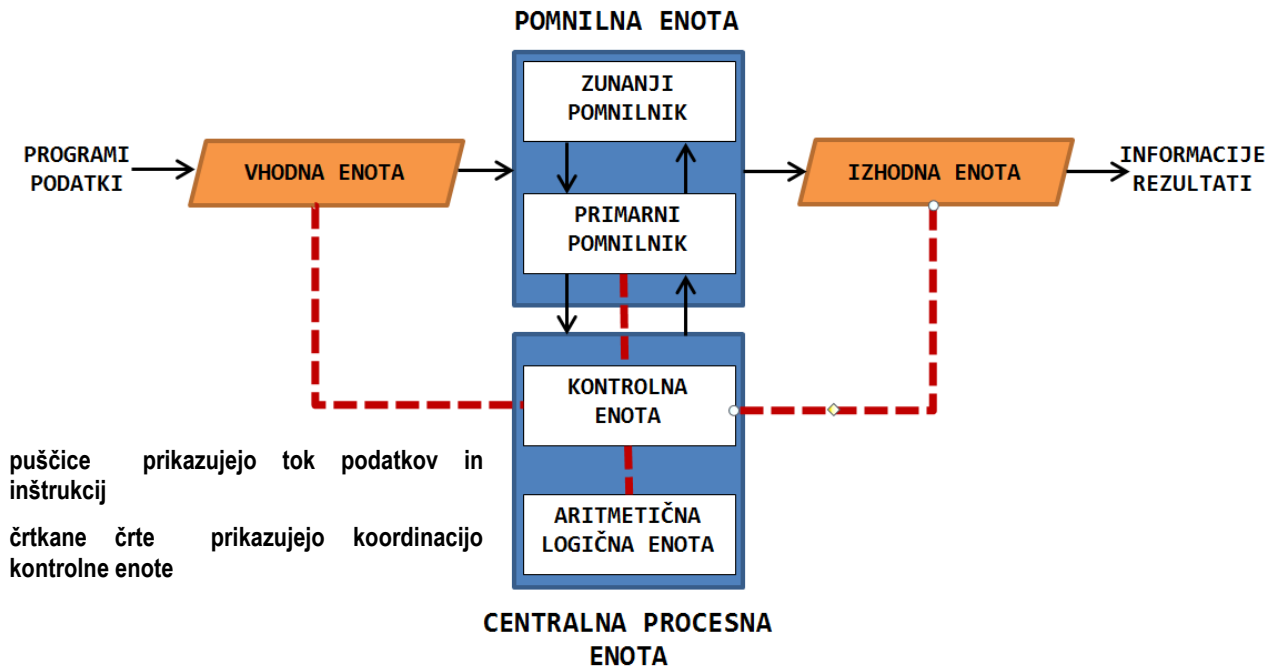 POMNILNA ENOTA
ZUNANJI
POMNILNIK
PROGRAMI
PODATKI
VHODNA ENOTA
IZHODNA ENOTA
INFORMACIJE
REZULTATI
PRIMARNI
POMNILNIK
KONTROLNA
ENOTA
puščice prikazujejo tok podatkov in
inštrukcij
črtkane črte prikazujejo koordinacijo
kontrolne enote
ARITMETIČNA
LOGIČNA ENOTA
CENTRALNA PROCESNA
ENOTA